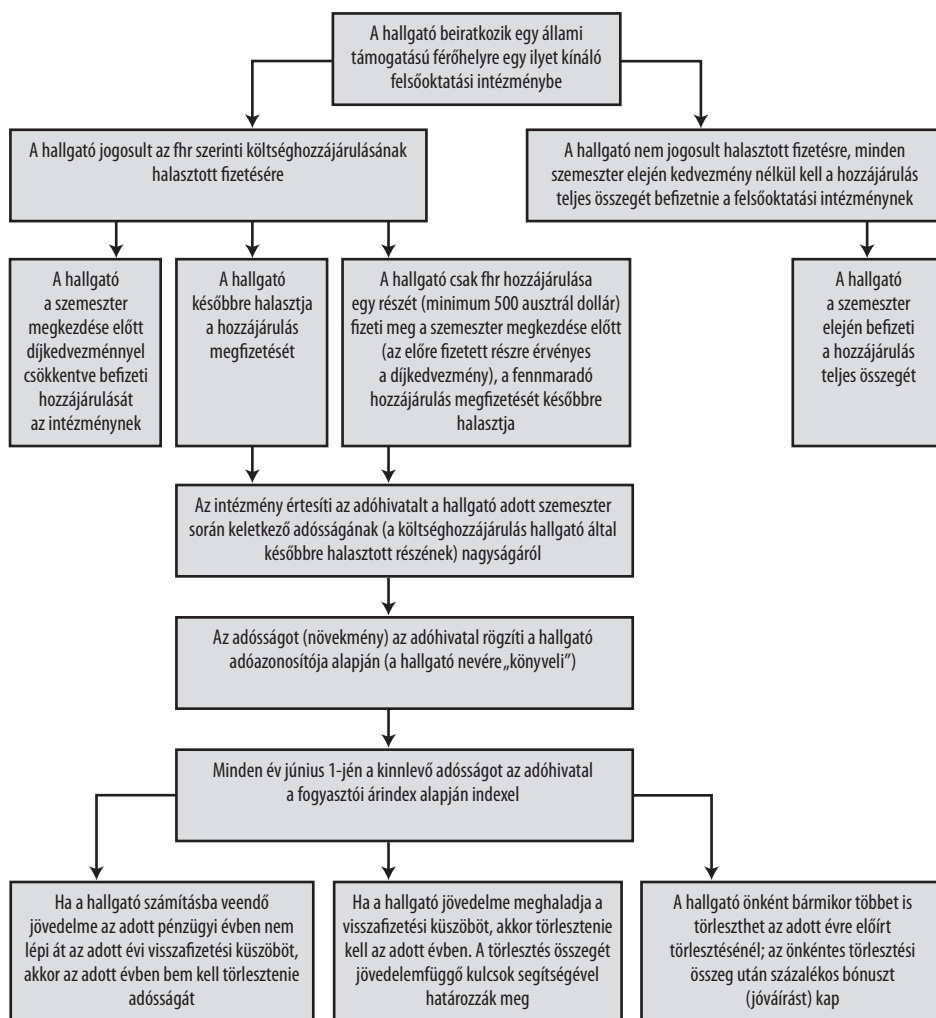 A hallgató beiratkozik egy állami
támogatású férőhelyre egy ilyet kínáló
felsőoktatási intézménybe
A hallgató jogosult az fhr szerinti költséghozzájárulásának
halasztott fizetésére
A hallgató nem jogosult halasztott fizetésre, minden
szemeszter elején kedvezmény nélkül kell a hozzájárulás
teljes összegét befizetnie a felsőoktatási intézménynek
A hallgató
a szemeszter
megkezdése előtt
díjkedvezménnyel
csökkentve befizeti
hozzájárulását
az intézménynek
A hallgató
későbbre halasztja
a hozzájárulás
megfizetését
A hallgató csak fhr hozzájárulása
egy részét (minimum 500 ausztrál dollár)
fizeti meg a szemeszter megkezdése előtt
(az előre fizetett részre érvényes
a díjkedvezmény), a fennmaradó
hozzájárulás megfizetését későbbre
halasztja
A hallgató
a szemeszter
elején befizeti
a hozzájárulás
teljes összegét
Az intézmény értesíti az adóhivatalt a hallgató adott szemeszter
során keletkező adósságának (a költséghozzájárulás hallgató által
későbbre halasztott részének) nagyságáról
Az adósságot (növekmény) az adóhivatal rögzíti a hallgató
adóazonosítója alapján (a hallgató nevére „könyveli”)
Minden év június 1-jén a kinnlevő adósságot az adóhivatal
a fogyasztói árindex alapján indexel
Ha a hallgató számításba veendő
jövedelme az adott pénzügyi évben nem
lépi át az adott évi visszafizetési küszöböt,
akkor az adott évben bem kell törlesztenie
adósságát
Ha a hallgató jövedelme meghaladja a
visszafizetési küszöböt, akkor törlesztenie
kell az adott évben. A törlesztés összegét
jövedelemfüggő kulcsok segítségével
határozzák meg
A hallgató önként bármikor többet is
törleszthet az adott évre előírt
törlesztésénél; az önkéntes törlesztési
összeg után százalékos bónuszt
(jóváírást) kap